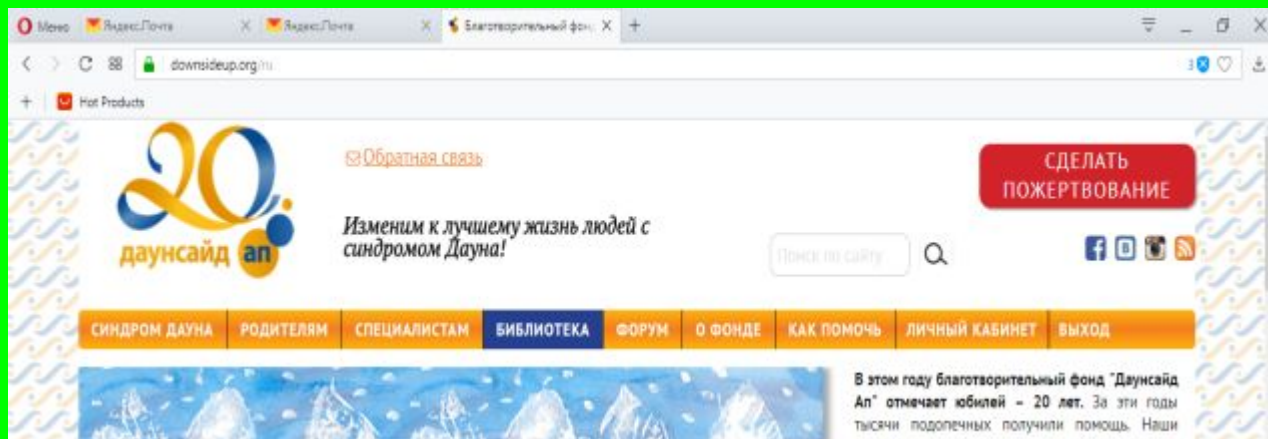 Меню Яндекс.Почта Яндекс.Почта Благотворительный фон
downsideup.org/ru 3
Hot Products
20
даунсайд ап
Обратная связь
Изменим к лучшему жизнь людей с
синдромом Дауна!
СДЕЛАТЬ
ПОЖЕРТВОВАНИЕ
Поиск по сайту
СИНДРОМ ДАУНА РОДИТЕЛЯМ СПЕЦИАЛИСТАМ БИБЛИОТЕКА ФОРУМ О ФОНДЕ КАК ПОМОЧЬ ЛИЧНЫЙ КАБИНЕТ ВЫХОД
В этом году благотворительный фонд "Даунсайд
Ап" отмечает юбилей – 20 лет. За эти годы
тысячи подопечных получили помощь. Наши